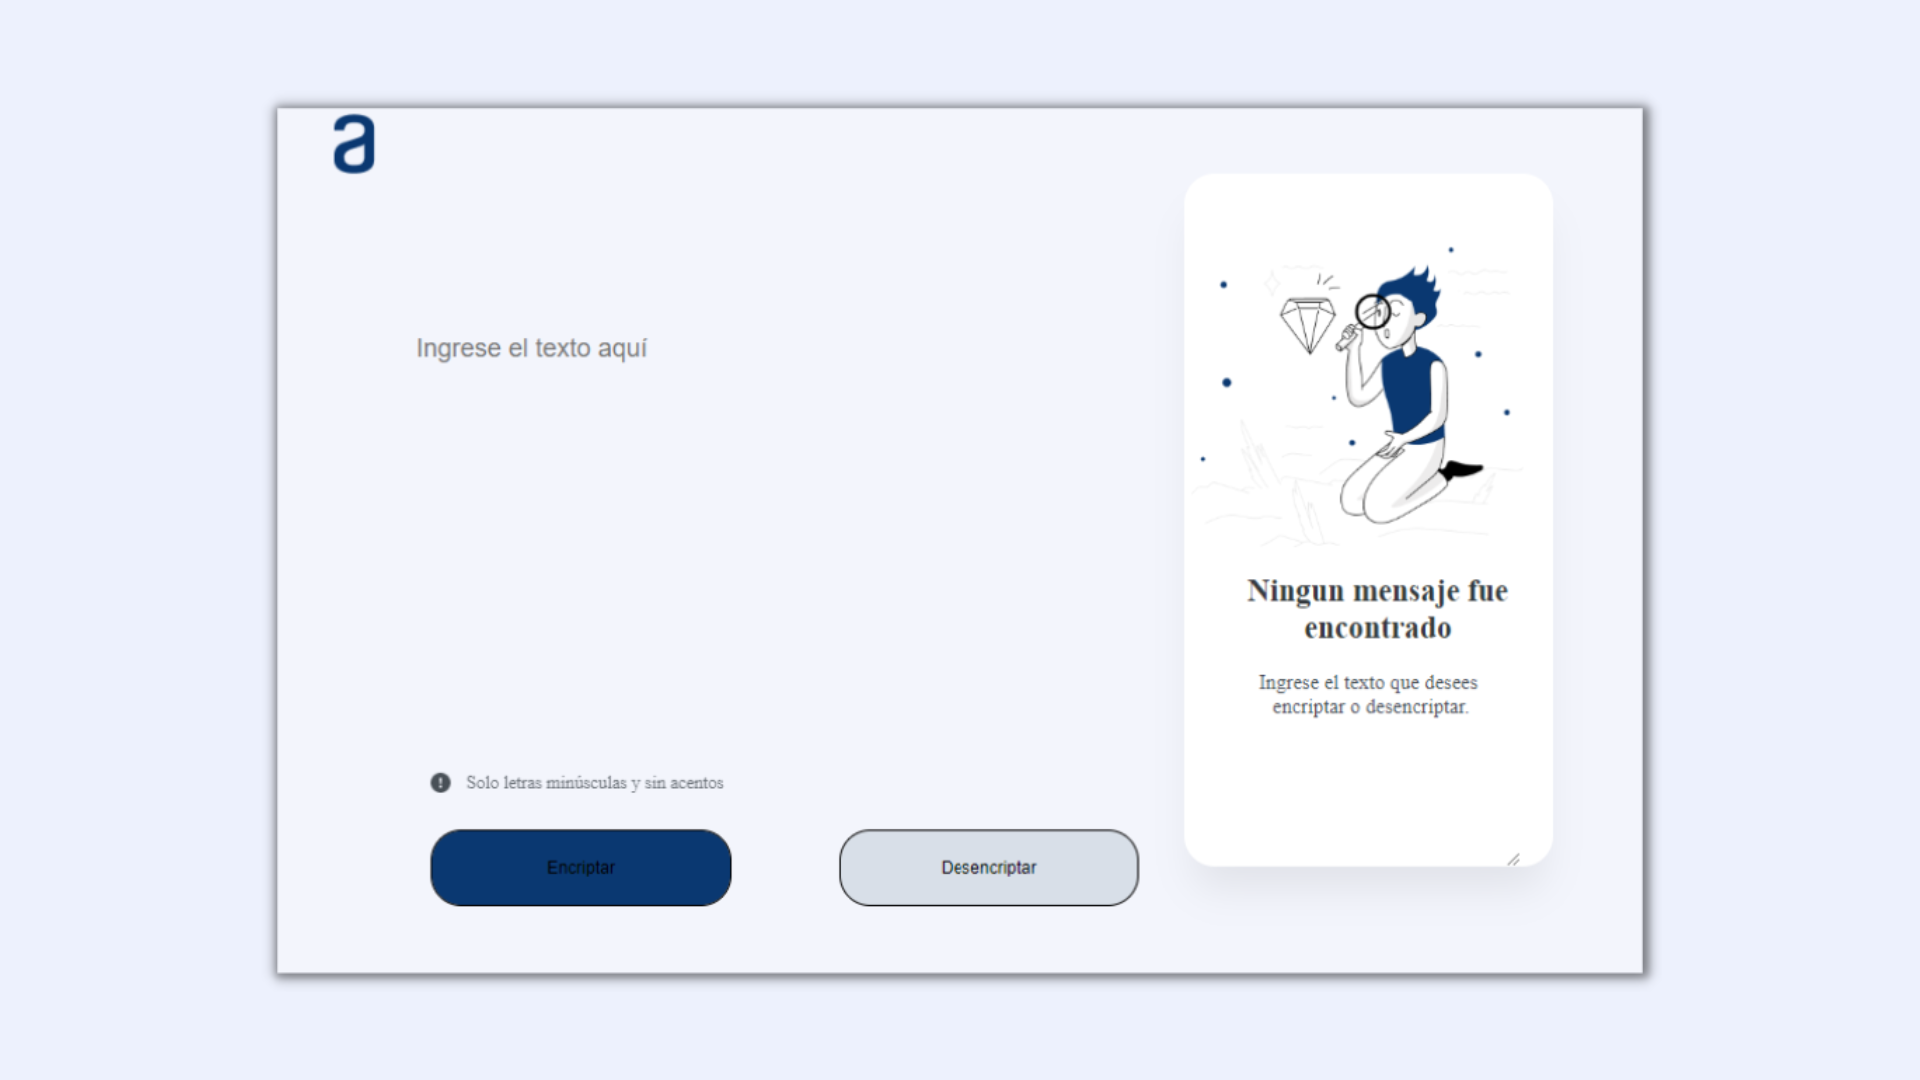 a
Ingrese el texto aquí
Solo letras minúsculas y sin acentos
Encriptar
Desencriptar
Ningun mensaje fue
encontrado
Ingrese el texto que desees
encriptar o desencriptar.